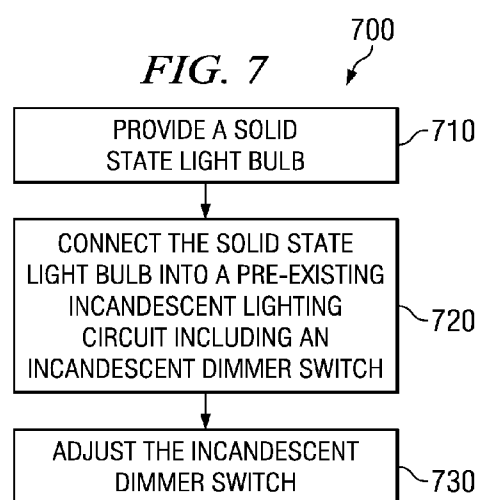 700
FIG. 7
PROVIDE A SOLID
STATE LIGHT BULB
710
CONNECT THE SOLID STATE
LIGHT BULB INTO A PRE-EXISTING
INCANDESCENT LIGHTING
CIRCUIT INCLUDING AN
INCANDESCENT DIMMER SWITCH
720
ADJUST THE INCANDESCENT
DIMMER SWITCH
730